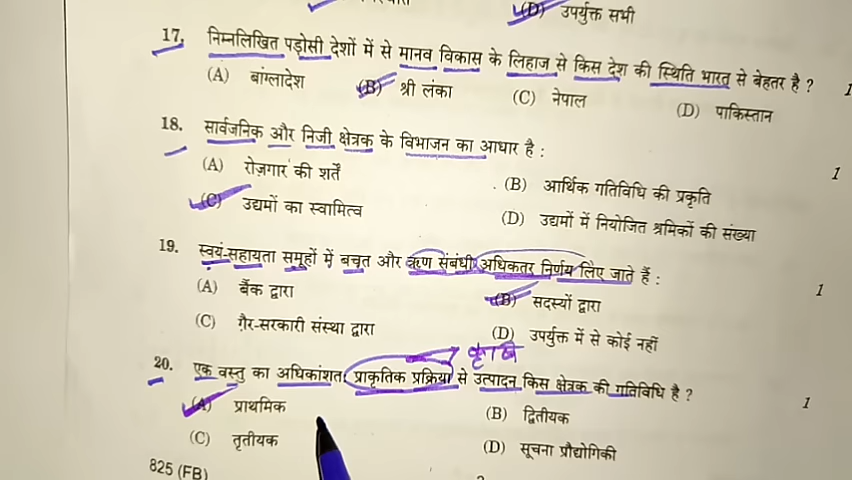 (D) उपर्युक्त सभी
17. निम्नलिखित पड़ोसी देशों में से मानव विकास के लिहाज से किस देश की स्थिति भारत से बेहतर है ? 1
(A) बांग्लादेश (B) श्री लंका (C) नेपाल (D) पाकिस्तान
18. सार्वजनिक और निजी क्षेत्रक के विभाजन का आधार है : 1
(A) रोज़गार की शर्तें (B) आर्थिक गतिविधि की प्रकृति
(C) उद्यमों का स्वामित्व (D) उद्यमों में नियोजित श्रमिकों की संख्या
19. स्वयं-सहायता समूहों में बचत और ऋण संबंधी अधिकतर निर्णय लिए जाते हैं : 1
(A) बैंक द्वारा (B) सदस्यों द्वारा
(C) ग़ैर-सरकारी संस्था द्वारा (D) उपर्युक्त में से कोई नहीं
कृषि
20. एक वस्तु का अधिकांशतः प्राकृतिक प्रक्रिया से उत्पादन किस क्षेत्रक की गतिविधि है ? 1
(A) प्राथमिक (B) द्वितीयक
(C) तृतीयक (D) सूचना प्रौद्योगिकी
825 (FB)